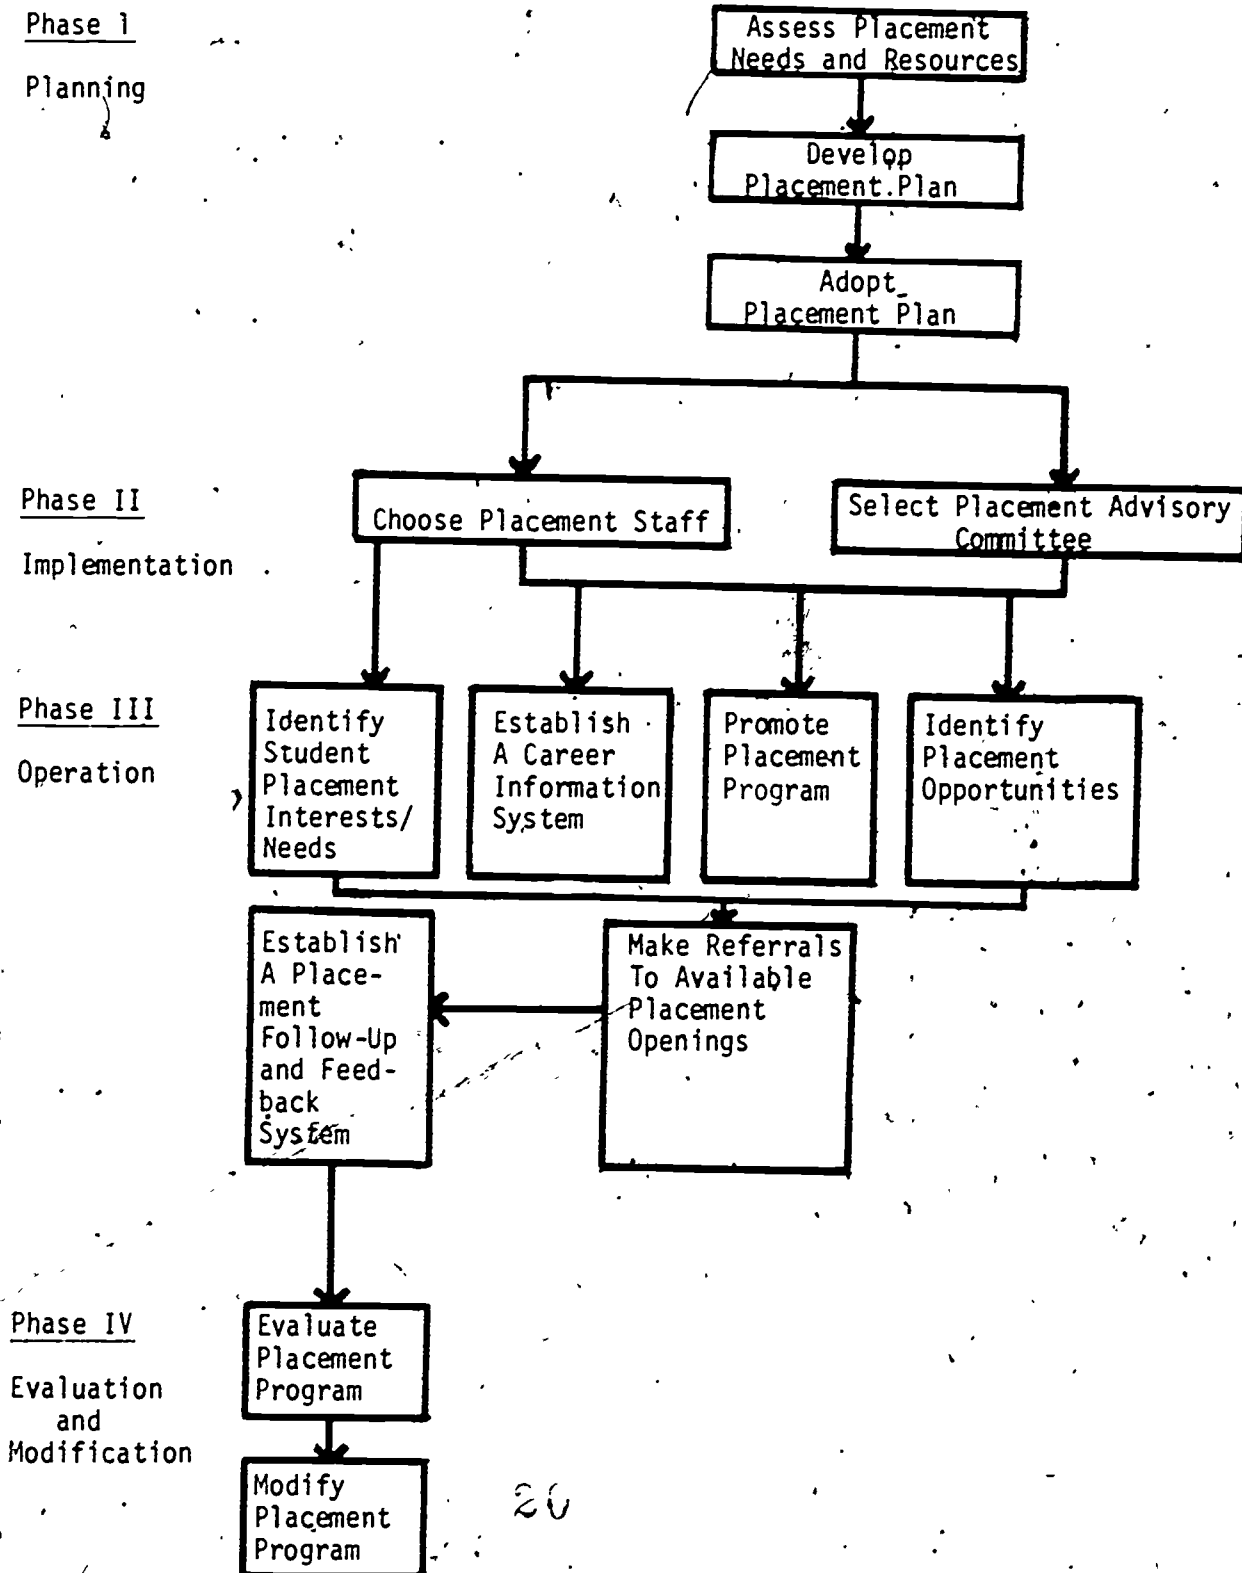 Phase 1
Planning
Assess Placement
Needs and Resources
Develop
Placement Plan
Adopt
Placement Plan
Phase II
Implementation
Choose Placement Staff
Select Placement Advisory
Committee
Phase III
Operation
Identify
Student
Placement
Interests/
Needs
Establish
A Career
Information
System
Promote
Placement
Program
Identify
Placement
Opportunities
Establish
A Place-
ment
Follow-Up
and Feed-
back
System
Make Referrals
To Available
Placement
Openings
Phase IV
Evaluation
and
Modification
Evaluate
Placement
Program
Modify
Placement
Program
20